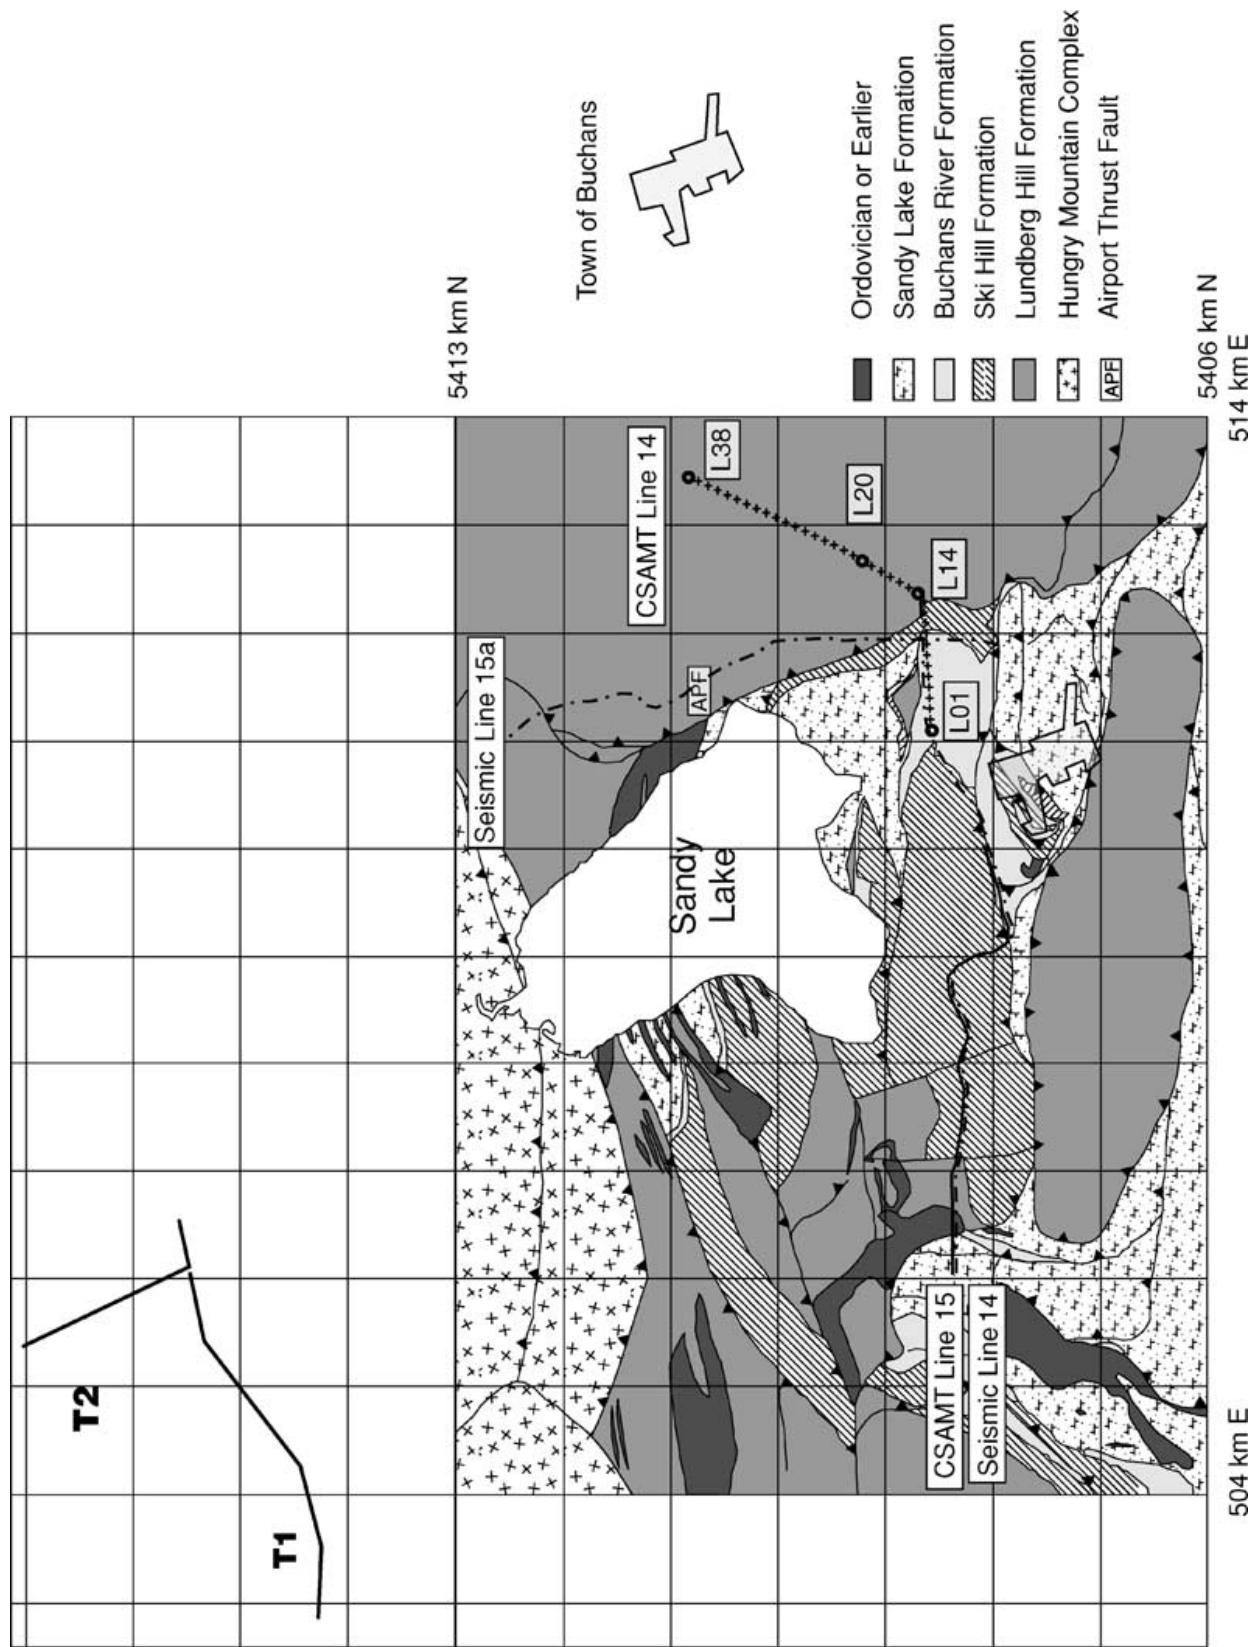 T2
T1
5413 km N
Town of Buchans
Seismic Line 15a
CSAMT Line 14
L38
L20
L14
APF
L01
Sandy
Lake
CSAMT Line 15
Seismic Line 14
Ordovician or Earlier
Sandy Lake Formation
Buchans River Formation
Ski Hill Formation
Lundberg Hill Formation
Hungry Mountain Complex
APF
Airport Thrust Fault
5406 km N
504 km E
514 km E